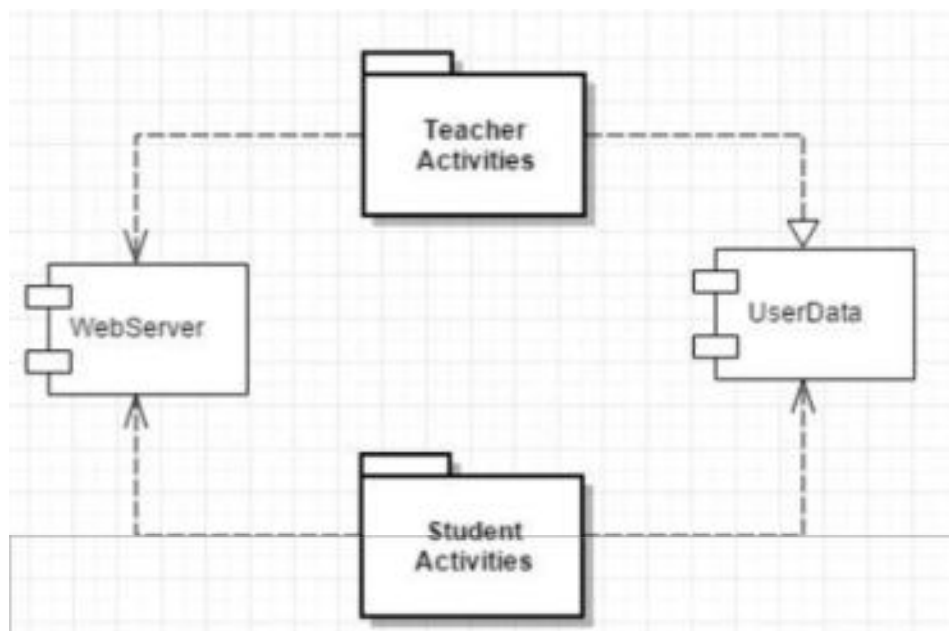 Teacher
Activities
WebServer
UserData
Student
Activities